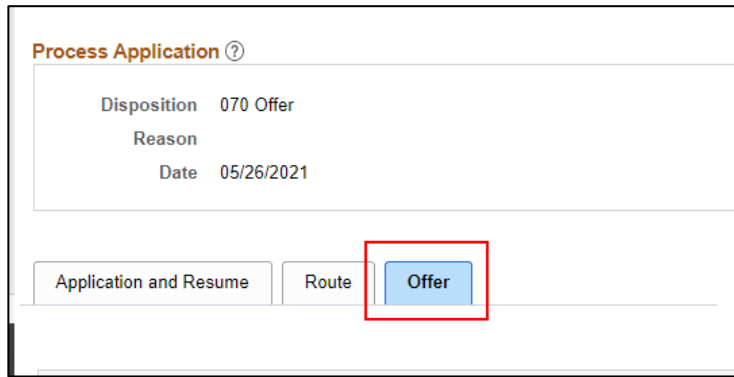 Process Application ?
Disposition 070 Offer
Reason
Date 05/26/2021
Application and Resume Route Offer